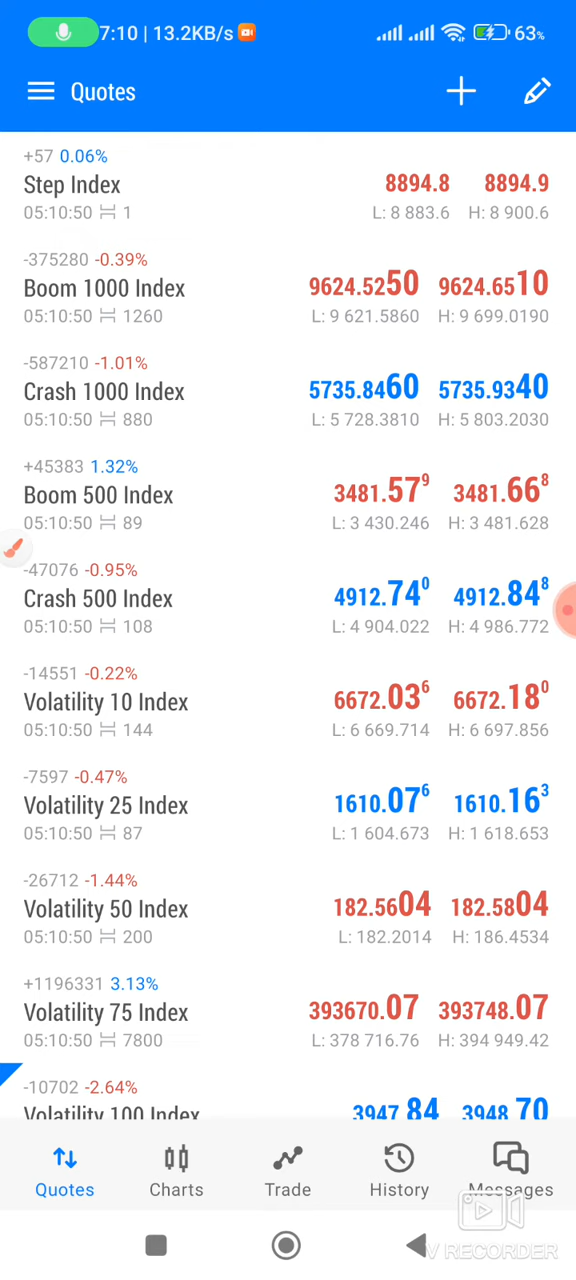 7:10 | 13.2KB/s 63%
Quotes
+57 0.06%
Step Index 8894.8 8894.9
05:10:50 1 L: 8 883.6 H: 8 900.6
-375280 -0.39%
Boom 1000 Index 9624.5250 9624.6510
05:10:50 1260 L: 9 621.5860 H: 9 699.0190
-587210 -1.01%
Crash 1000 Index 5735.8460 5735.9340
05:10:50 880 L: 5 728.3810 H: 5 803.2030
+45383 1.32%
Boom 500 Index 3481.579 3481.668
05:10:50 89 L: 3 430.246 H: 3 481.628
-47076 -0.95%
Crash 500 Index 4912.740 4912.848
05:10:50 108 L: 4 904.022 H: 4 986.772
-14551 -0.22%
Volatility 10 Index 6672.036 6672.180
05:10:50 144 L: 6 669.714 H: 6 697.856
-7597 -0.47%
Volatility 25 Index 1610.076 1610.163
05:10:50 87 L: 1 604.673 H: 1 618.653
-26712 -1.44%
Volatility 50 Index 182.5604 182.5804
05:10:50 200 L: 182.2014 H: 186.4534
+1196331 3.13%
Volatility 75 Index 393670.07 393748.07
05:10:50 7800 L: 378 716.76 H: 394 949.42
-10702 -2.64%
Volatility 100 Index 3947.84 3948.70
Quotes Charts Trade History Messages
V RECORDER